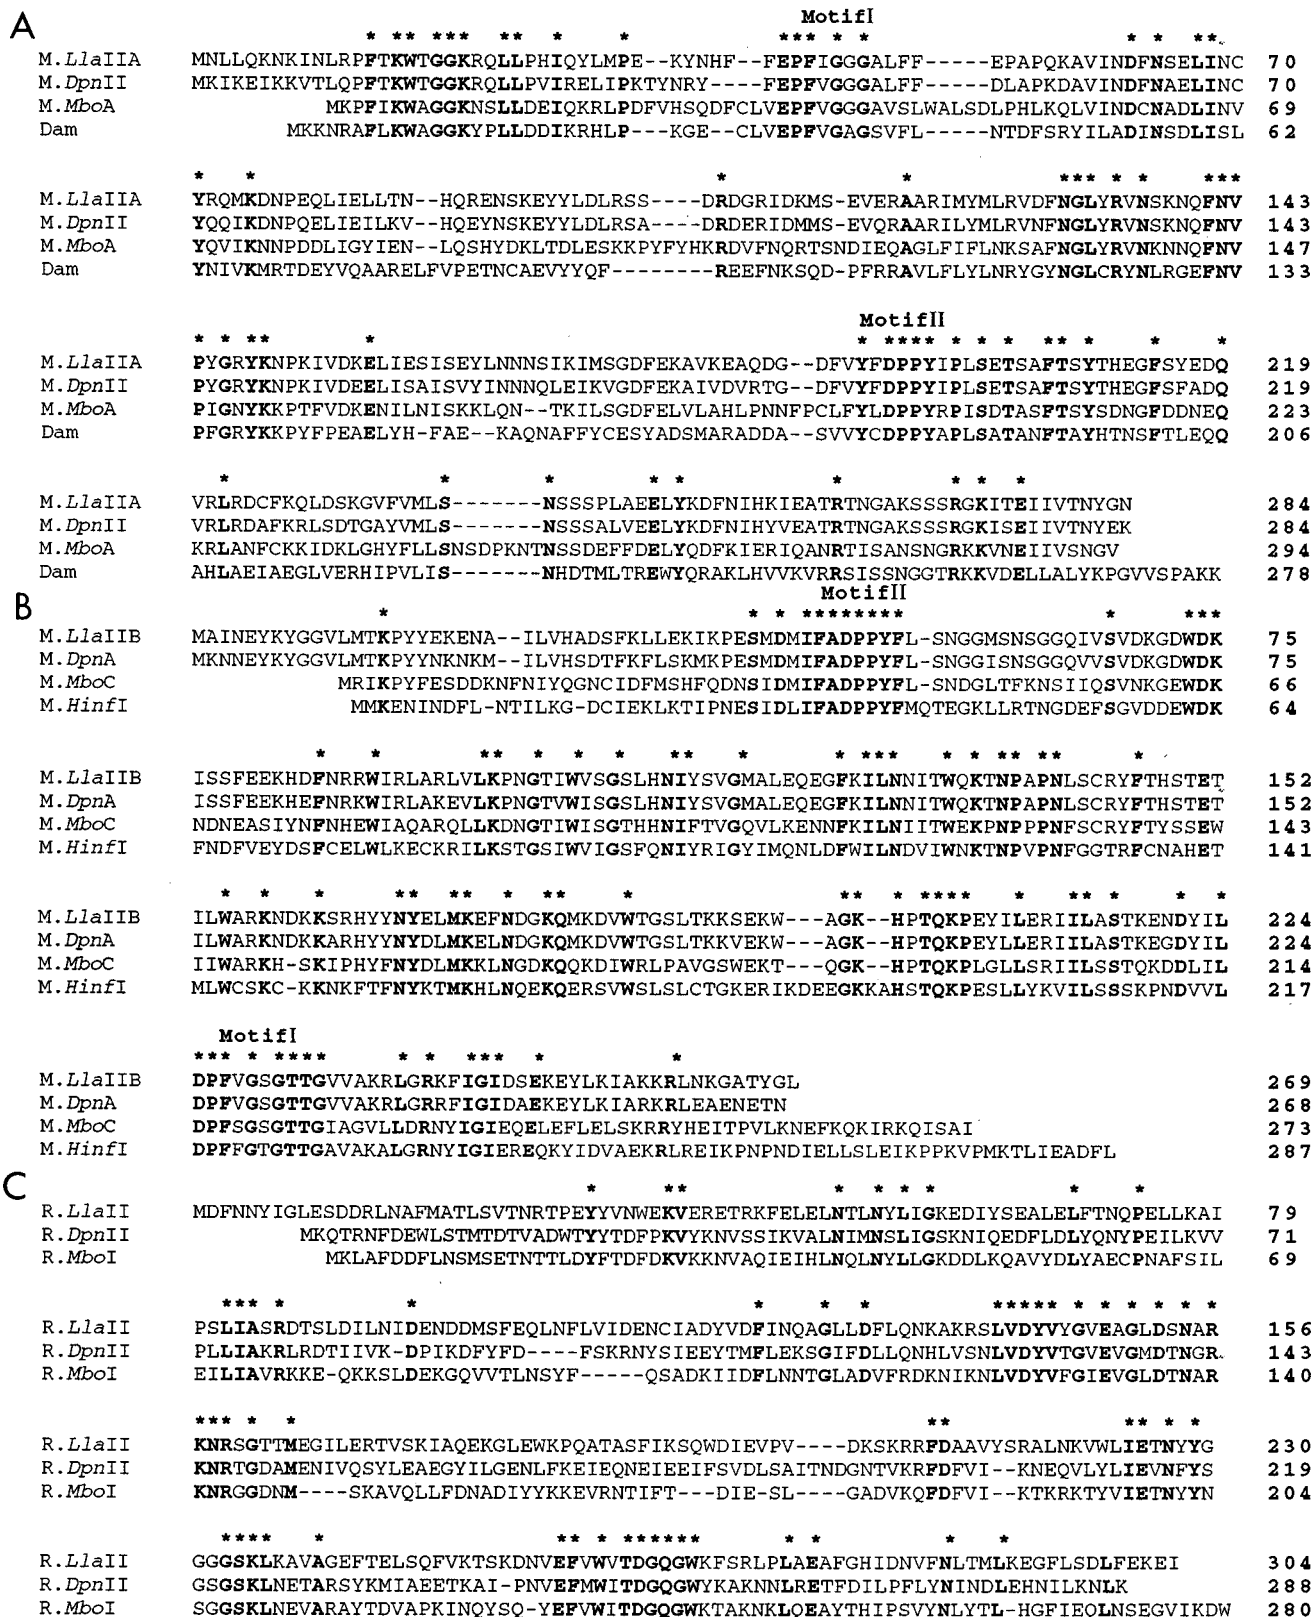 A
MotifI
* ** *** ** * * *** * * * * **
M.LlaIIA MNLLQKNKINLRPFTKWTGGKRQLLPHIQYLMPE--KYNHF--FEPFIGGGALFF-----EPAPQKAVINDFNSELINC 70
M.DpnII MKIKEIKKVTLQPFTKWTGGKRQLLPVIRELIPKTYNRY--FEPFVGGGALFF-----DLAPKDAVINDFNAELINC 70
M.MboA MKPFIKWAGGKNSLLDEIQKRLPDFVHSQDFCLVEPFVGGGAVSLWALSDLPHLKQLVINDCNADLINV 69
Dam MKKNRAFLKWAGGKYPLLDDIKRHLP---KGE--CLVEPFVGAGSVFL----NTDFSRYILADINSDLISL 62
* * * * *** * * ***
M.LlaIIA YRQMKDNPEQLIELLTN--HQRENSKEYYLDLRSS----DRDGRIDKMS-EVERAARIMYMLRVDFNGLYRVNSKNQFNV 143
M.DpnII YQQIKDNPQELIEILKV--HQEYNSKEYYLDLRSA----DRDERIDMMS-EVQRAARILYMLRVNFNGLYRVNSKNQFNV 143
M.MboA YQVIKNNPDDLIGYIEN--LQSHYDKLTDLESKKPYFYHKRDVFNQRTSNDIEQAGLFIFLNKSAFNGLYRVNKNNQFNV 147
Dam YNIVKMRTDEYVQAARELFVPETNCAEVYYQF--------REEFNKSQD-PFRRAVLFLYLNRYGYNGLCRYNLRGEFNV 133
MotifII
* * ** * * **** * * * ** * * *
M.LlaIIA PYGRYKNPKIVDKELIESISEYLNNNSIKIMSGDFEKAVKEAQDG--DFVYFDPPYIPLSETSAFTSYTHEGFSYEDQ 219
M.DpnII PYGRYKNPKIVDKEELISAISVYINNNQLEIKVGDFEKAIVDVRTG--DFVYFDPPYIPLSETSAFTSYTHEGFSFADQ 219
M.MboA PIGNYKKPTFVDKENILNISKKLQN--TKILSGDFELVLAHLPNNFPCLFYLDPPYRPISDTASFTSYSDNGFDDNEQ 223
Dam PFGRYKKPYFPEAELYH-FAE--KAQNAFFYCESYADSMARADDA--SVVYCDPPYAPLSATANFTAYHTNSFTLEQQ 206
* * * * * * * * *
M.LlaIIA VRLRDCFKQLDSKGVFVMLS-------NSSSSPLAEELYKDFNIHKIEATRTNGAKSSSRGKITEIIVTNYGN 284
M.DpnII VRLRDAFKRLSDTGAYVMLS-------NSSSALVEELYKDFNIHYVEATRTNGAKSSSRGKISEIIVTNYEK 284
M.MboA KRLANFCKKIDKLGHYFLLSNSDPKNTNSSDEFFDELYQDFKIERIQANRTISANSNGRKKVNEIIVSNGV 294
Dam AHLAEIAEGLVERHIPVLIS-------NHDTMLTREWYQRAKLHVVKVRRSISSNGGTRKKVDELLALYKPGVVSPAKK 278
B
MotifII
* * * ******** * ***
M.LlaIIB MAINEYKYGGVLMTKPYYEKENA--ILVHADSFKLLEKIKPESMDMIFADPPYFL-SNGGMSNSGGQIVSVDKGDWDK 75
M.DpnA MKNNEYKYGGVLMTKPYYNKNKM--ILVHSDTFKFLSKMKPESMDMIFADPPYFL-SNGGISNSGGQVVSVDKGDWDK 75
M.MboC MRIKPYFESDDKNFNIYQGNCIDFMSHFQDNSIDMIFADPPYFL-SNDGLTFKNSIIQSVNKGEWDK 66
M.HinfI MMKENINDFL-NTILKG-DCIEKLKTIPNESIDLIFADPPYFMQTEGKLLRTNGDEFSGVDDEWDK 64
* * ** * * * ** * * *** * * ** ** *
M.LlaIIB ISSFEEKHDFNRRWIRLARLVLKPNGTIWVSGSLHNIYSVGMALEQEGFKILNNITWQKTNPAPNLSCRYFTHSTET 152
M.DpnA ISSFEEKHEFNRKWIRLAKEVLKPNGTVWISGSLHNIYSVGMALEQEGFKILNNITWQKTNPAPNLSCRYFTHSTET 152
M.MboC NDNEASIYNFNHEWIAQARQLLKDNGTIWISGTHHNIFTVGQVLKENNFKILNIITWEKPNPPPNFSCRYFTYSSEW 143
M.HinfI FNDFVEYDSFCELWLKECKRILKSTGSIWVIGSFQNIYRIGYIMQNLDFWILNDVIWNKTNPVPNFGGTRFCNAHET 141
* * * ** ** * ** * ** * **** * ** * * *
M.LlaIIB ILWARKNDKKSRHYYNYELMKEFNDGKQMKDVWTGSLTKKSEKW---AGK--HPTQKPEYILERIILASTKENDYIL 224
M.DpnA ILWARKNDKKARHYYNYDLMKELNDGKQMKDVWTGSLTKKVEKW---AGK--HPTQKPEYLLERIILASTKEGDYIL 224
M.MboC IIWARKH-SKIPHYFNYDLMKKLNGDKQQKDIWRLPAVGSWEKT---QGK--HPTQKPLGLLSRIILSSTQKDDLIL 214
M.HinfI MLWCSKC-KKNKFTFNYKTMKHLNQEKQERSVWSLSLCTGKERIKDEEGKKAHSTQKPESLLYKVILSSSKPNDVVL 217
MotifI
*** * **** * * *** * *
M.LlaIIB DPFVGSGTTGVVAKRLGRKFIGIDSEKEYLKIAKKRLNKGATYGL 269
M.DpnA DPFVGSGTTGVVAKRLGRRFIGIDAEKEYLKIARKRLEAENETN 268
M.MboC DPFSGSGTTGIAGVLLDRNYIGIEQELEFLELSKRRYHEITPVLKNEFKQKIRKQISAI 273
M.HinfI DPFFGTGTTGAVAKALGRNYIGIEREQKYIDVAEKRLREIKPNPNDIELLSLEIKPPKVPMKTLIEADFL 287
C
* ** * * * * * *
R.LlaII MDFNNYIGLESDDRLNAFMATLSVTNRTPEYYVNWEKVERETRKFELELNTLNYLIGKEDIYSEALELFTNQPELLKAI 79
R.DpnII MKQTRNFDEWLSTMTDTVADWTYYTDFPKVYKNVSSIKVALNIMNSLIGSKNIQEDFLDLYQNYPEILKVV 71
R.MboI MKLAFDDFLNSMSETNTTLDYFTDFDKVKKNVAQIEIHLNQLNYLLGKDDLKQAVYDLYAECPNAFSIL 69
*** * * * * * ***** * * * * * *
R.LlaII PSLIASRDTSLDILNIDENDDMSFEQLNFLVIDENCIADYVDFINQAGLLDFLQNKAKRSLVDYVYGVEAGLDSNAR 156
R.DpnII PLLIAKRLRDTIIVK-DPIKDFYFD----FSKRNYSIEEYTMFLEKSGIFDLLQNHLVSNLVDYVTGVEVGMDTNGR 143
R.MboI EILIAVRKKE-QKKSLDEKGQVVTLNSYF-----QSADKIIDFLNNTGLADVFRDKNIKNLVDYVFGIEVGLDTNAR 140
*** * * ** ** * *
R.LlaII KNRSGTTMEGILERTVSKIAQEKGLEWKPQATASFIKSQWDIEVPV----DKSKRRFDAAVYSRALNKVWLIETNYYG 230
R.DpnII KNRTGDAMENIVQSYLEAEGYILGENLFKEIEQNEIEEIFSVDLSAITNDGNTVKRFDFVI--KNEQVLYLIEVNFYS 219
R.MboI KNRGGDNM----SKAVQLLFDNADIYYKKEVRNTIFT---DIE-SL----GADVKQFDFVI--KTKRKTYVIETNYYN 204
**** * ** * ****** * * * *
R.LlaII GGGSKLKAVAGEFTELSQFVKTSKDNVEFVWVTDGQGWKFSRLPLAEAFGHIDNVFNLTMLKEGFLSDLFEKEI 304
R.DpnII GSGSKLNETARSYKMIAEETKAI-PNVEFMWITDGQGWYKAKNNLRETFDILPFLYNINDLEHNILKNLK 288
R.MboI SGGSKLNEVARAYTDVAPKINQYSQ-YEFVWITDGQGWKTAKNKLQEAYTHIPSVYNLYTL-HGFIEQLNSEGVIKDW 280